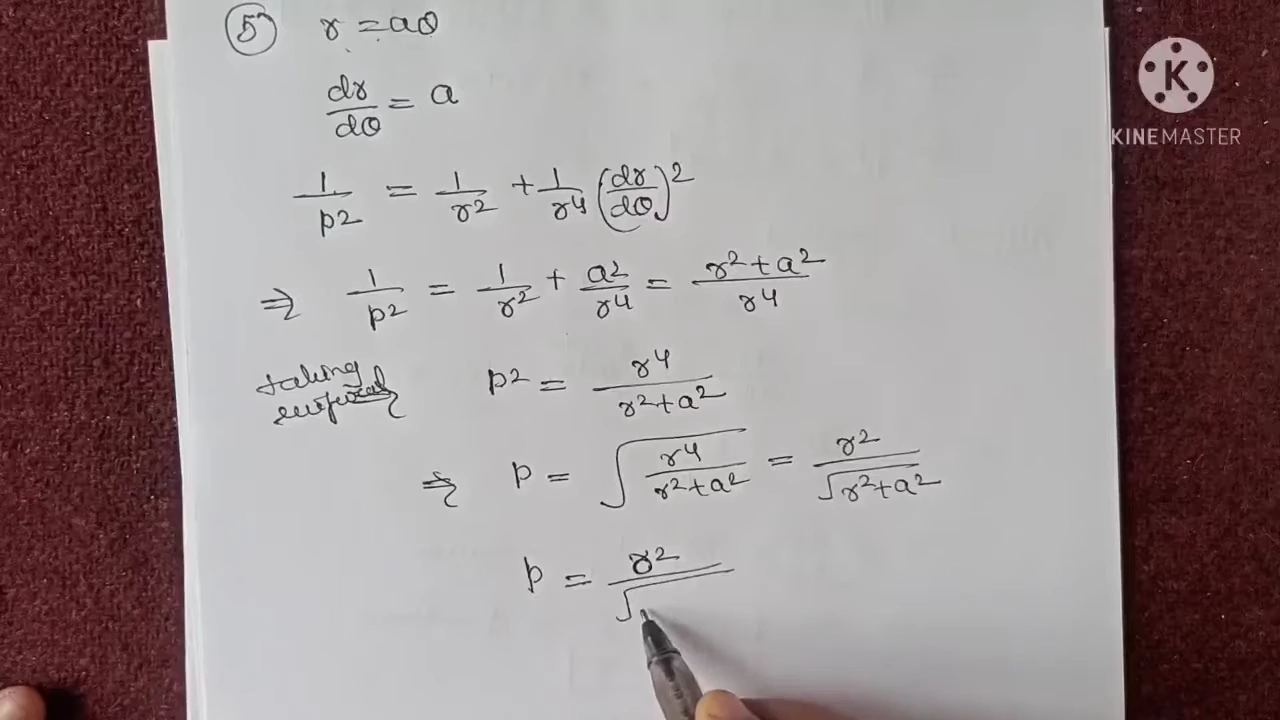 5 r = aθ
dr/dθ = a
1/p2 = 1/r2 + 1/r4 (dr/dθ)2
⇒ 1/p2 = 1/r2 + a2/r4 = r2 + a2/r4
taking p2 = r4/r2+a2
⇒ p = √r4/r2+a2 = r2/√r2+a2
p = r2/√
K
KINEMASTER